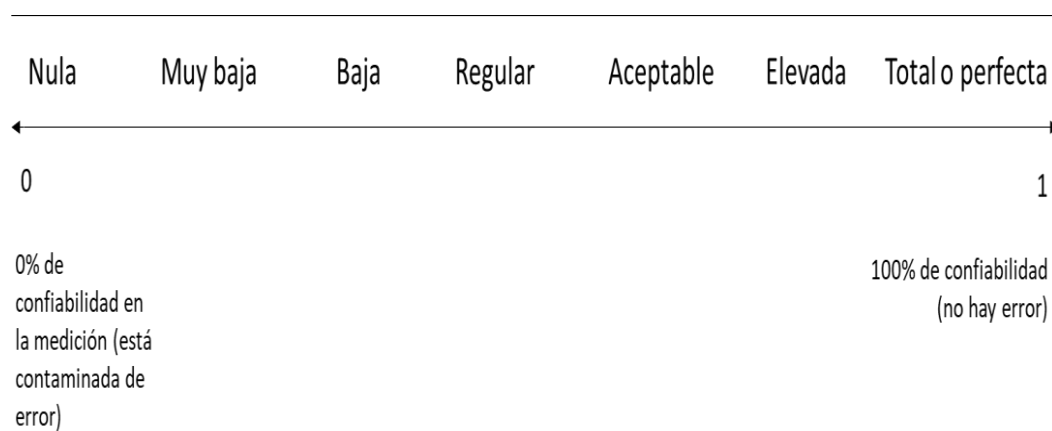 Nula Muy baja Baja Regular Aceptable Elevada Total o perfecta
0 1
0% de
confiabilidad en
la medición (está
contaminada de
error)
100% de confiabilidad
(no hay error)